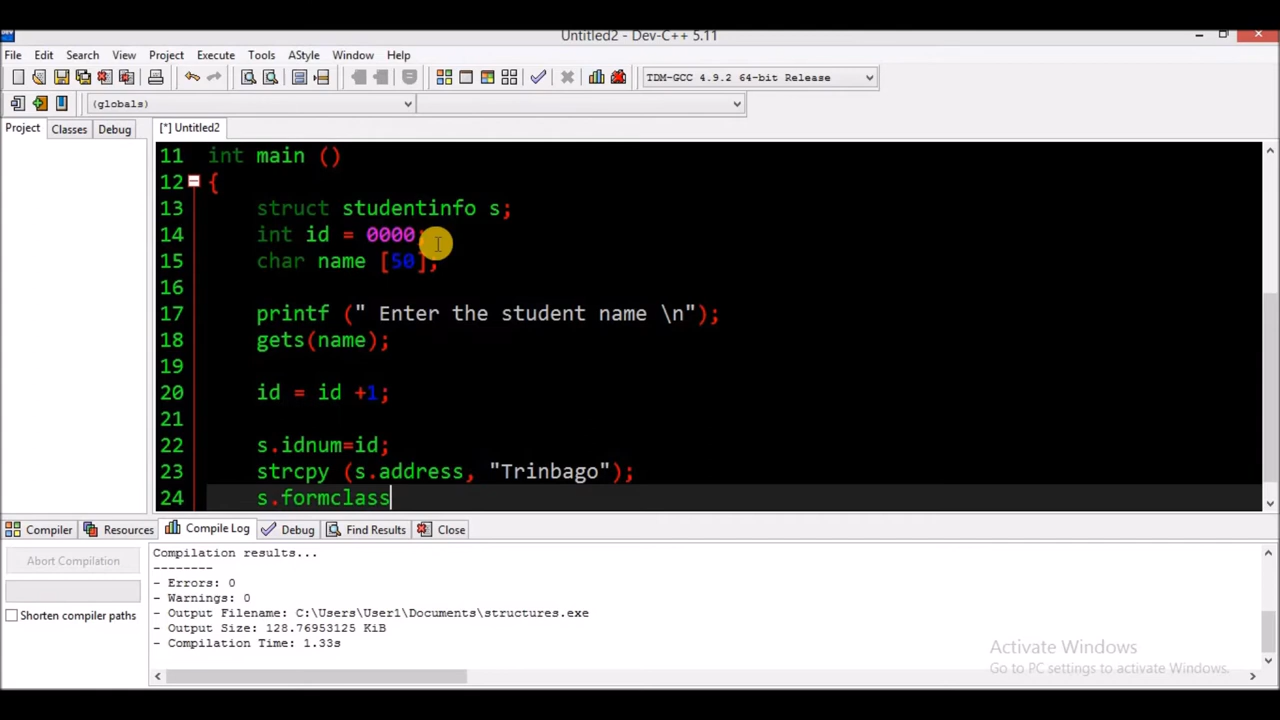 Untitled2 - Dev-C++ 5.11
File Edit Search View Project Execute Tools AStyle Window Help
TDM-GCC 4.9.2 64-bit Release
(globals)
Project Classes Debug [*] Untitled2
11 int main ()
12 {
13 struct studentinfo s;
14 int id = 0000;
15 char name [50];
16
17 printf (" Enter the student name \n");
18 gets(name);
19
20 id = id +1;
21
22 s.idnum=id;
23 strcpy (s.address, "Trinbago");
24 s.formclass
Compiler Resources Compile Log Debug Find Results Close
Abort Compilation
Shorten compiler paths
Compilation results...
--------
- Errors: 0
- Warnings: 0
- Output Filename: C:\Users\User1\Documents\structures.exe
- Output Size: 128.76953125 KiB
- Compilation Time: 1.33s
Activate Windows
Go to PC settings to activate Windows.